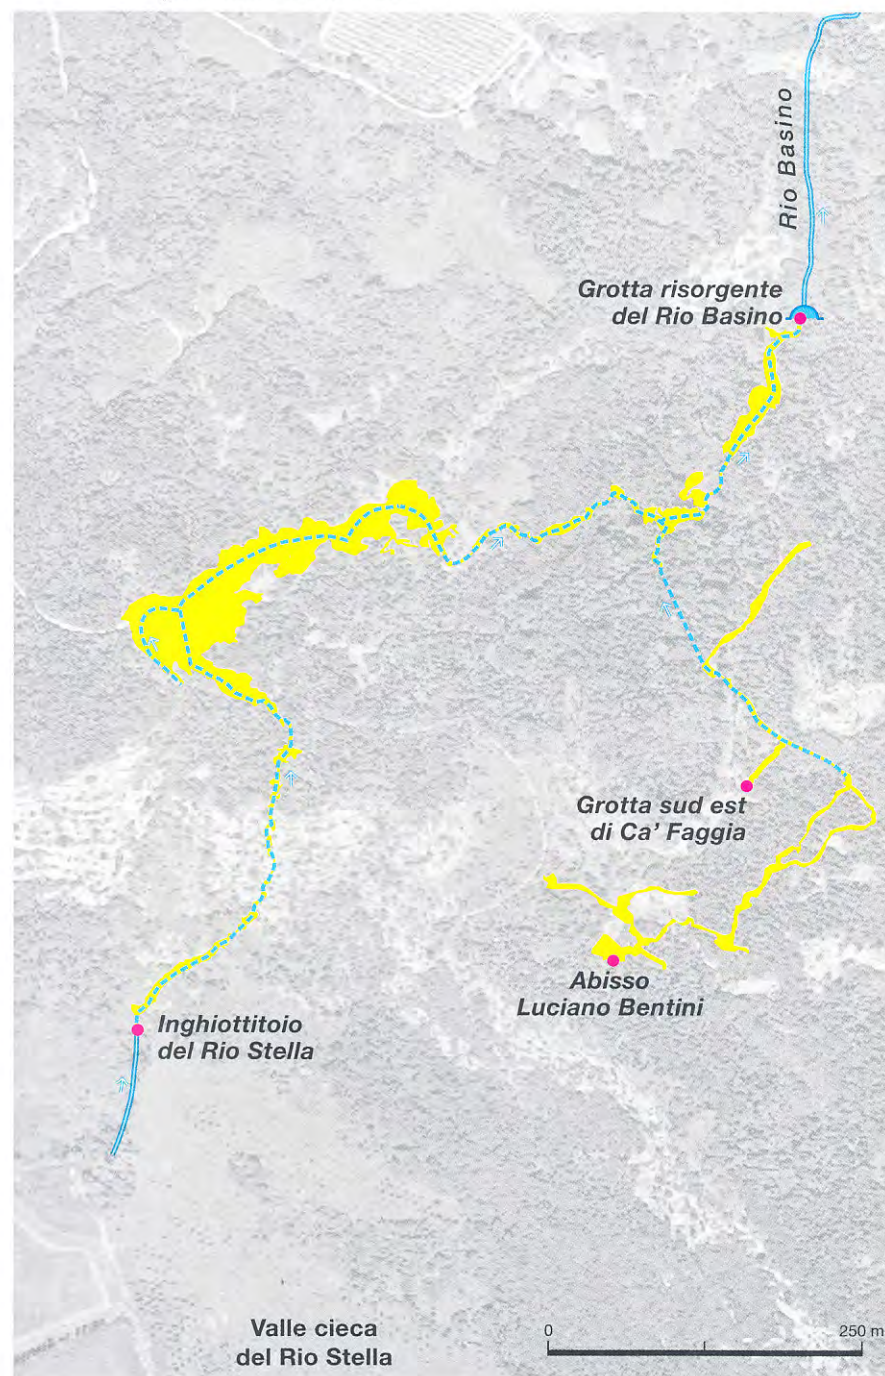 Rio Basino
Grotta risorgente
del Rio Basino
Grotta sud est
di Ca' Faggia
Abisso
Luciano Bentini
Inghiottitoio
del Rio Stella
Valle cieca
del Rio Stella
0 250 m